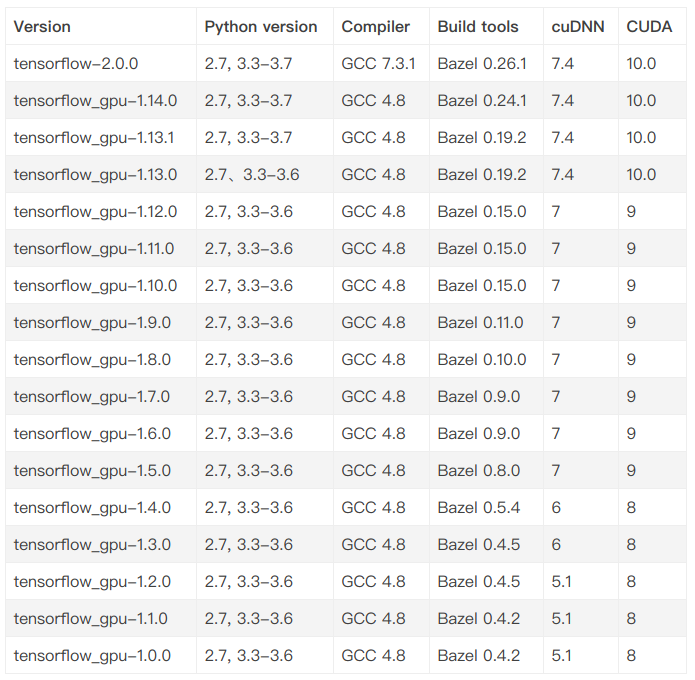 Version Python version Compiler Build tools cuDNN CUDA
tensorflow-2.0.0 2.7, 3.3-3.7 GCC 7.3.1 Bazel 0.26.1 7.4 10.0
tensorflow_gpu-1.14.0 2.7, 3.3-3.7 GCC 4.8 Bazel 0.24.1 7.4 10.0
tensorflow_gpu-1.13.1 2.7, 3.3-3.7 GCC 4.8 Bazel 0.19.2 7.4 10.0
tensorflow_gpu-1.13.0 2.7、3.3-3.6 GCC 4.8 Bazel 0.19.2 7.4 10.0
tensorflow_gpu-1.12.0 2.7, 3.3-3.6 GCC 4.8 Bazel 0.15.0 7 9
tensorflow_gpu-1.11.0 2.7, 3.3-3.6 GCC 4.8 Bazel 0.15.0 7 9
tensorflow_gpu-1.10.0 2.7, 3.3-3.6 GCC 4.8 Bazel 0.15.0 7 9
tensorflow_gpu-1.9.0 2.7, 3.3-3.6 GCC 4.8 Bazel 0.11.0 7 9
tensorflow_gpu-1.8.0 2.7, 3.3-3.6 GCC 4.8 Bazel 0.10.0 7 9
tensorflow_gpu-1.7.0 2.7, 3.3-3.6 GCC 4.8 Bazel 0.9.0 7 9
tensorflow_gpu-1.6.0 2.7, 3.3-3.6 GCC 4.8 Bazel 0.9.0 7 9
tensorflow_gpu-1.5.0 2.7, 3.3-3.6 GCC 4.8 Bazel 0.8.0 7 9
tensorflow_gpu-1.4.0 2.7, 3.3-3.6 GCC 4.8 Bazel 0.5.4 6 8
tensorflow_gpu-1.3.0 2.7, 3.3-3.6 GCC 4.8 Bazel 0.4.5 6 8
tensorflow_gpu-1.2.0 2.7, 3.3-3.6 GCC 4.8 Bazel 0.4.5 5.1 8
tensorflow_gpu-1.1.0 2.7, 3.3-3.6 GCC 4.8 Bazel 0.4.2 5.1 8
tensorflow_gpu-1.0.0 2.7, 3.3-3.6 GCC 4.8 Bazel 0.4.2 5.1 8